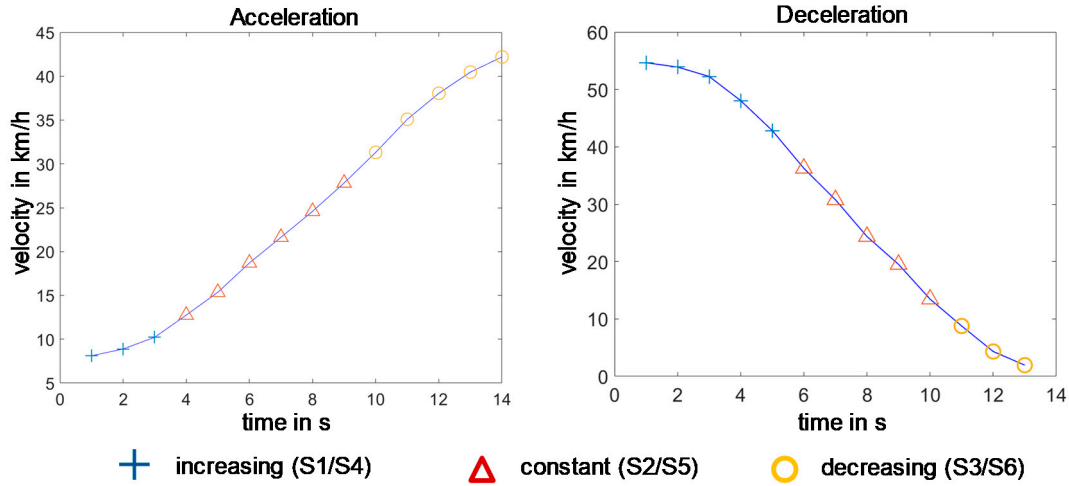 Acceleration
45
40
35
30
25
20
15
10
5
0 2 4 6 8 10 12 14
velocity in km/h
time in s
Deceleration
60
50
40
30
20
10
0
0 2 4 6 8 10 12 14
velocity in km/h
time in s
increasing (S1/S4) constant (S2/S5) decreasing (S3/S6)